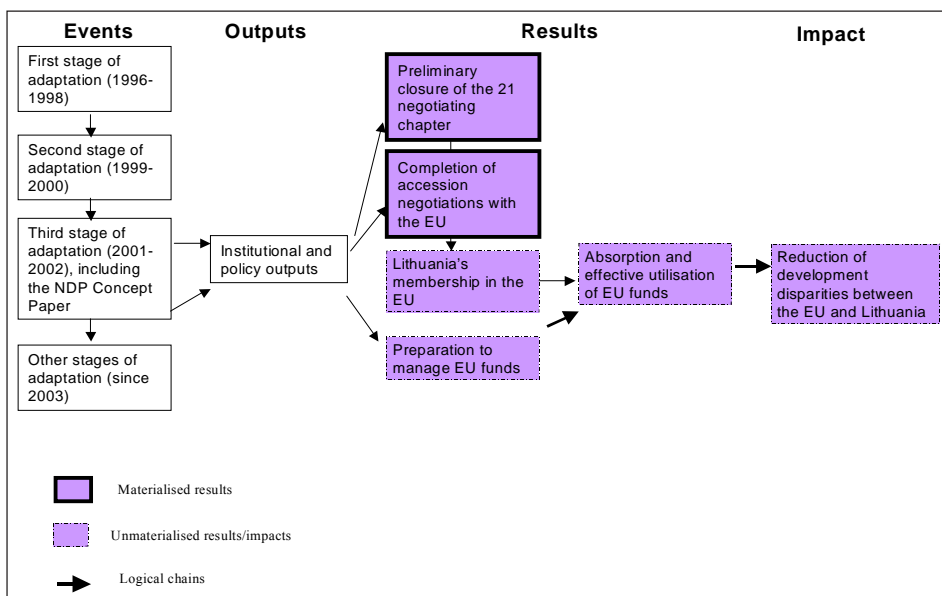 Events
Outputs
Results
Impact
First stage of
adaptation (1996-
1998)
Second stage of
adaptation (1999-
2000)
Third stage of
adaptation (2001-
2002), including
the NDP Concept
Paper
Other stages of
adaptation (since
2003)
Institutional and
policy outputs
Preliminary
closure of the 21
negotiating
chapter
Completion of
accession
negotiations with
the EU
Lithuania's
membership in the
EU
Preparation to
manage EU funds
Absorption and
effective utilisation
of EU funds
Reduction of
development
disparities between
the EU and Lithuania
Materialised results
Unmaterialised results/impacts
Logical chains